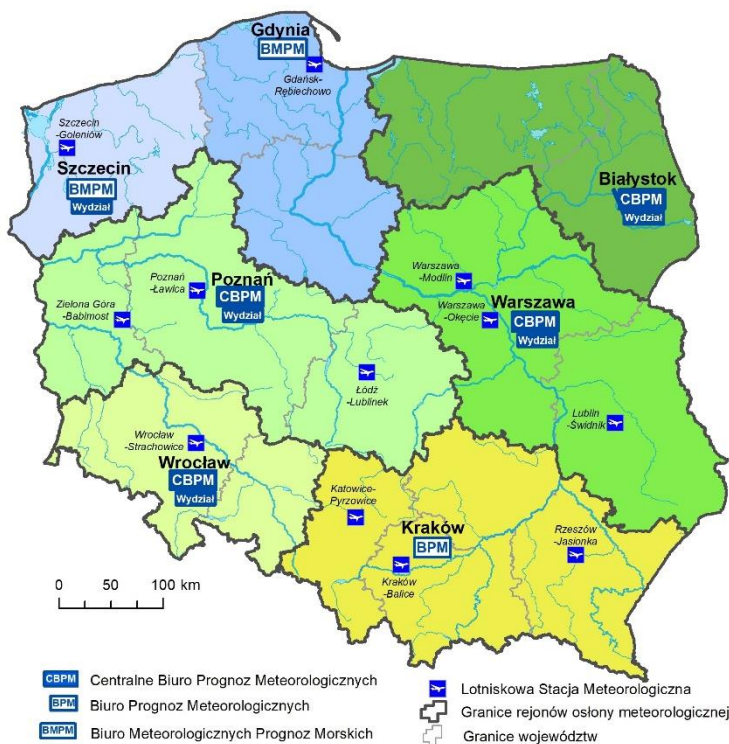 Gdynia
BMPM
Gdańsk-
Rębiechowo
Szczecin
-Goleniów
Szczecin
BMPM
Wydział
Białystok
CBPM
Wydział
Poznań
-Ławica
Poznań
CBPM
Wydział
Zielona Góra
-Babimost
Warszawa
-Modlin
Warszawa
-Okęcie
Warszawa
CBPM
Wydział
Łódź
-Lublinek
Lublin
-Świdnik
Wrocław
-Strachowice
Wrocław
CBPM
Wydział
Katowice-
Pyrzowice
Kraków
BPM
Kraków
-Balice
Rzeszów
-Jasionka
0 50 100 km
CBPM Centralne Biuro Prognoz Meteorologicznych
BPM Biuro Prognoz Meteorologicznych
BMPM Biuro Meteorologicznych Prognoz Morskich
Lotniskowa Stacja Meteorologiczna
Granice rejonów osłony meteorologicznej
Granice województw